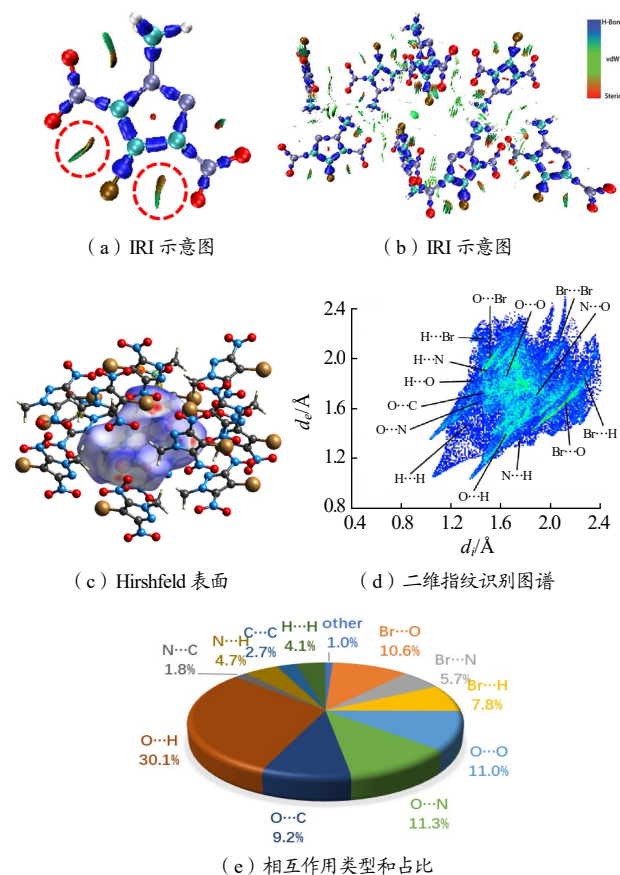 H-Bond
vdW
Steric
(a) IRI 示意图
(b) IRI 示意图
2.4
2.0
1.6
1.2
0.8
dₑ/Å
0.4
0.8
1.2
1.6
2.0
2.4
dᵢ/Å
O···Br
Br···Br
O···O
N···O
H···Br
H···N
H···O
O···C
O···N
H···H
O···H
N···H
Br···O
Br···H
(c) Hirshfeld 表面
(d) 二维指纹识别图谱
other
1.0%
Br···O
10.6%
Br···N
5.7%
Br···H
7.8%
O···O
11.0%
O···N
11.3%
O···C
9.2%
O···H
30.1%
N···C
1.8%
N···H
4.7%
C···C
2.7%
H···H
4.1%
(e) 相互作用类型和占比